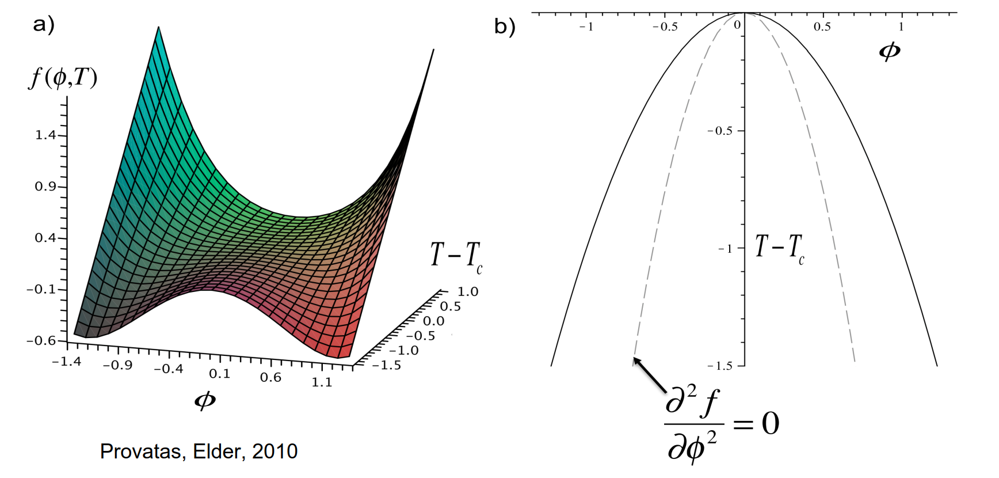 a)
f(ϕ,T)
1.4
0.9
0.4
−0.1
−0.6
−1.4 −0.9 −0.4 0.1 0.6 1.1
ϕ
T−T_c
1.0
0.5
0.0
−0.5
−1.0
−1.5
Provatas, Elder, 2010
b)
−1 −0.5 0 0.5 1
ϕ
−0.5
−1
T−T_c
−1.5
∂²f/∂ϕ² = 0